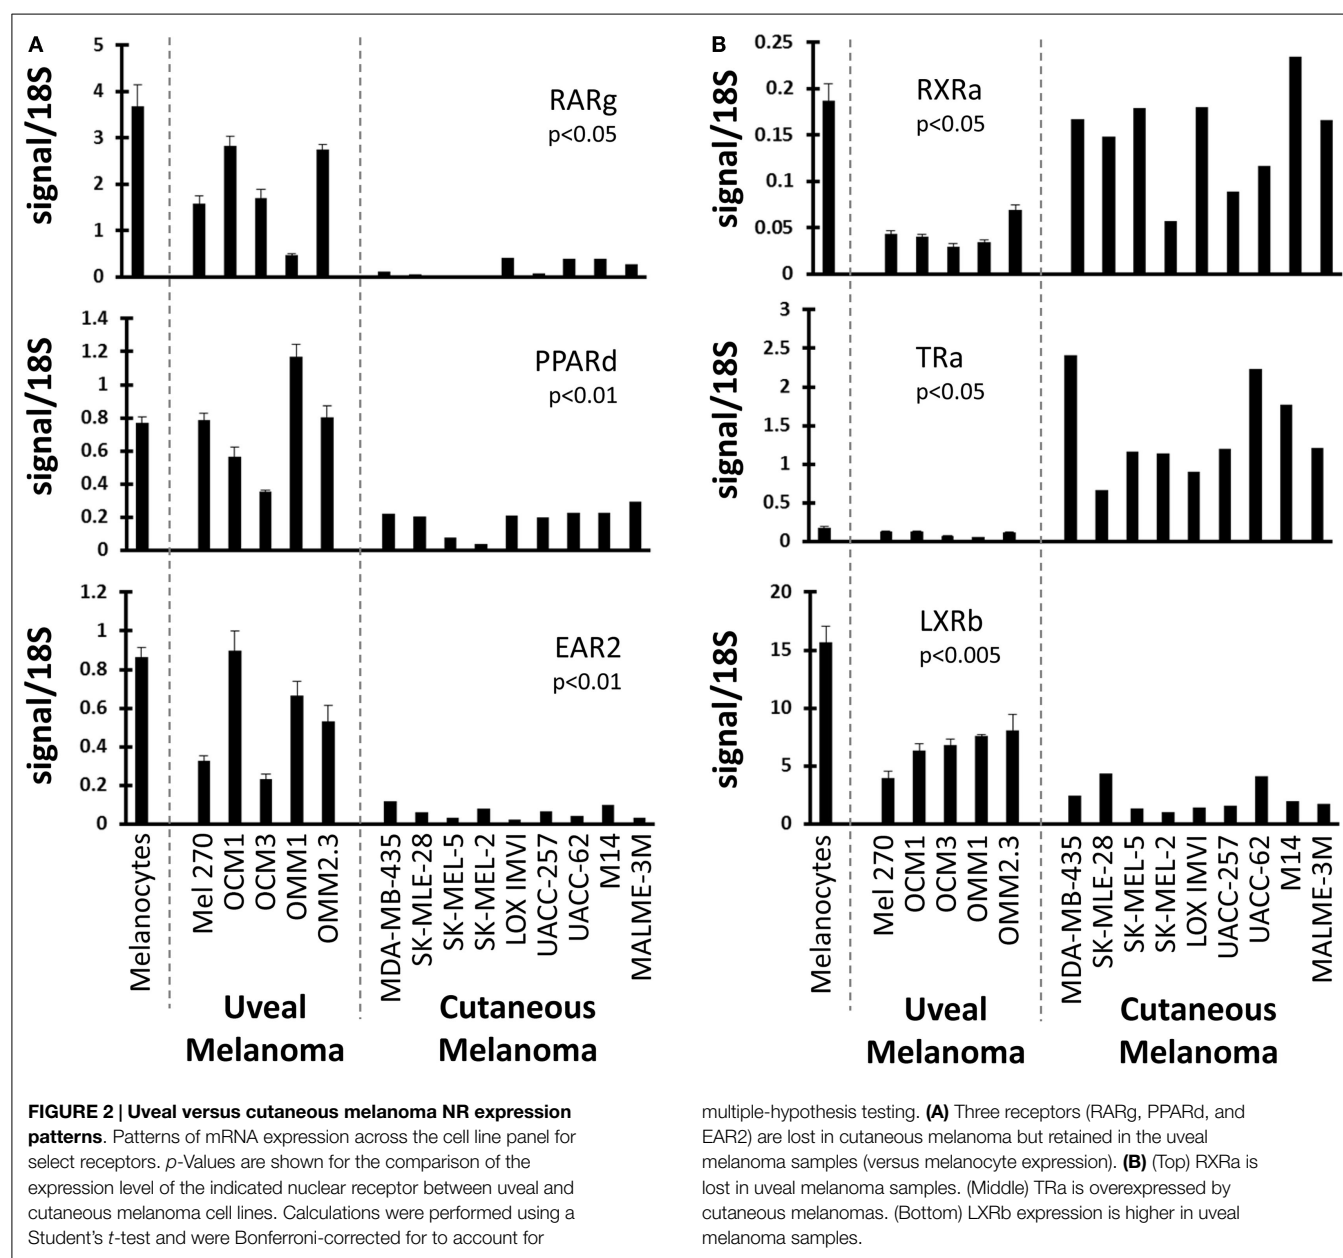 A
signal/18S
5
4
3
2
1
0
RARg
p<0.05
signal/18S
1.4
1.2
1
0.8
0.6
0.4
0.2
0
PPARd
p<0.01
signal/18S
1.2
1
0.8
0.6
0.4
0.2
0
EAR2
p<0.01
Melanocytes
Mel 270
OCM1
OCM3
OMM1
OMM2.3
MDA-MB-435
SK-MLE-28
SK-MEL-5
SK-MEL-2
LOX IMVI
UACC-257
UACC-62
M14
MALME-3M
Uveal
Melanoma
Cutaneous
Melanoma
B
signal/18S
0.25
0.2
0.15
0.1
0.05
0
RXRa
p<0.05
signal/18S
3
2.5
2
1.5
1
0.5
0
TRa
p<0.05
signal/18S
20
15
10
5
0
LXRb
p<0.005
Melanocytes
Mel 270
OCM1
OCM3
OMM1
OMM2.3
MDA-MB-435
SK-MLE-28
SK-MEL-5
SK-MEL-2
LOX IMVI
UACC-257
UACC-62
M14
MALME-3M
Uveal
Melanoma
Cutaneous
Melanoma
FIGURE 2 | Uveal versus cutaneous melanoma NR expression
patterns. Patterns of mRNA expression across the cell line panel for
select receptors. p-Values are shown for the comparison of the
expression level of the indicated nuclear receptor between uveal and
cutaneous melanoma cell lines. Calculations were performed using a
Student's t-test and were Bonferroni-corrected for to account for
multiple-hypothesis testing. (A) Three receptors (RARg, PPARd, and
EAR2) are lost in cutaneous melanoma but retained in the uveal
melanoma samples (versus melanocyte expression). (B) (Top) RXRa is
lost in uveal melanoma samples. (Middle) TRa is overexpressed by
cutaneous melanomas. (Bottom) LXRb expression is higher in uveal
melanoma samples.